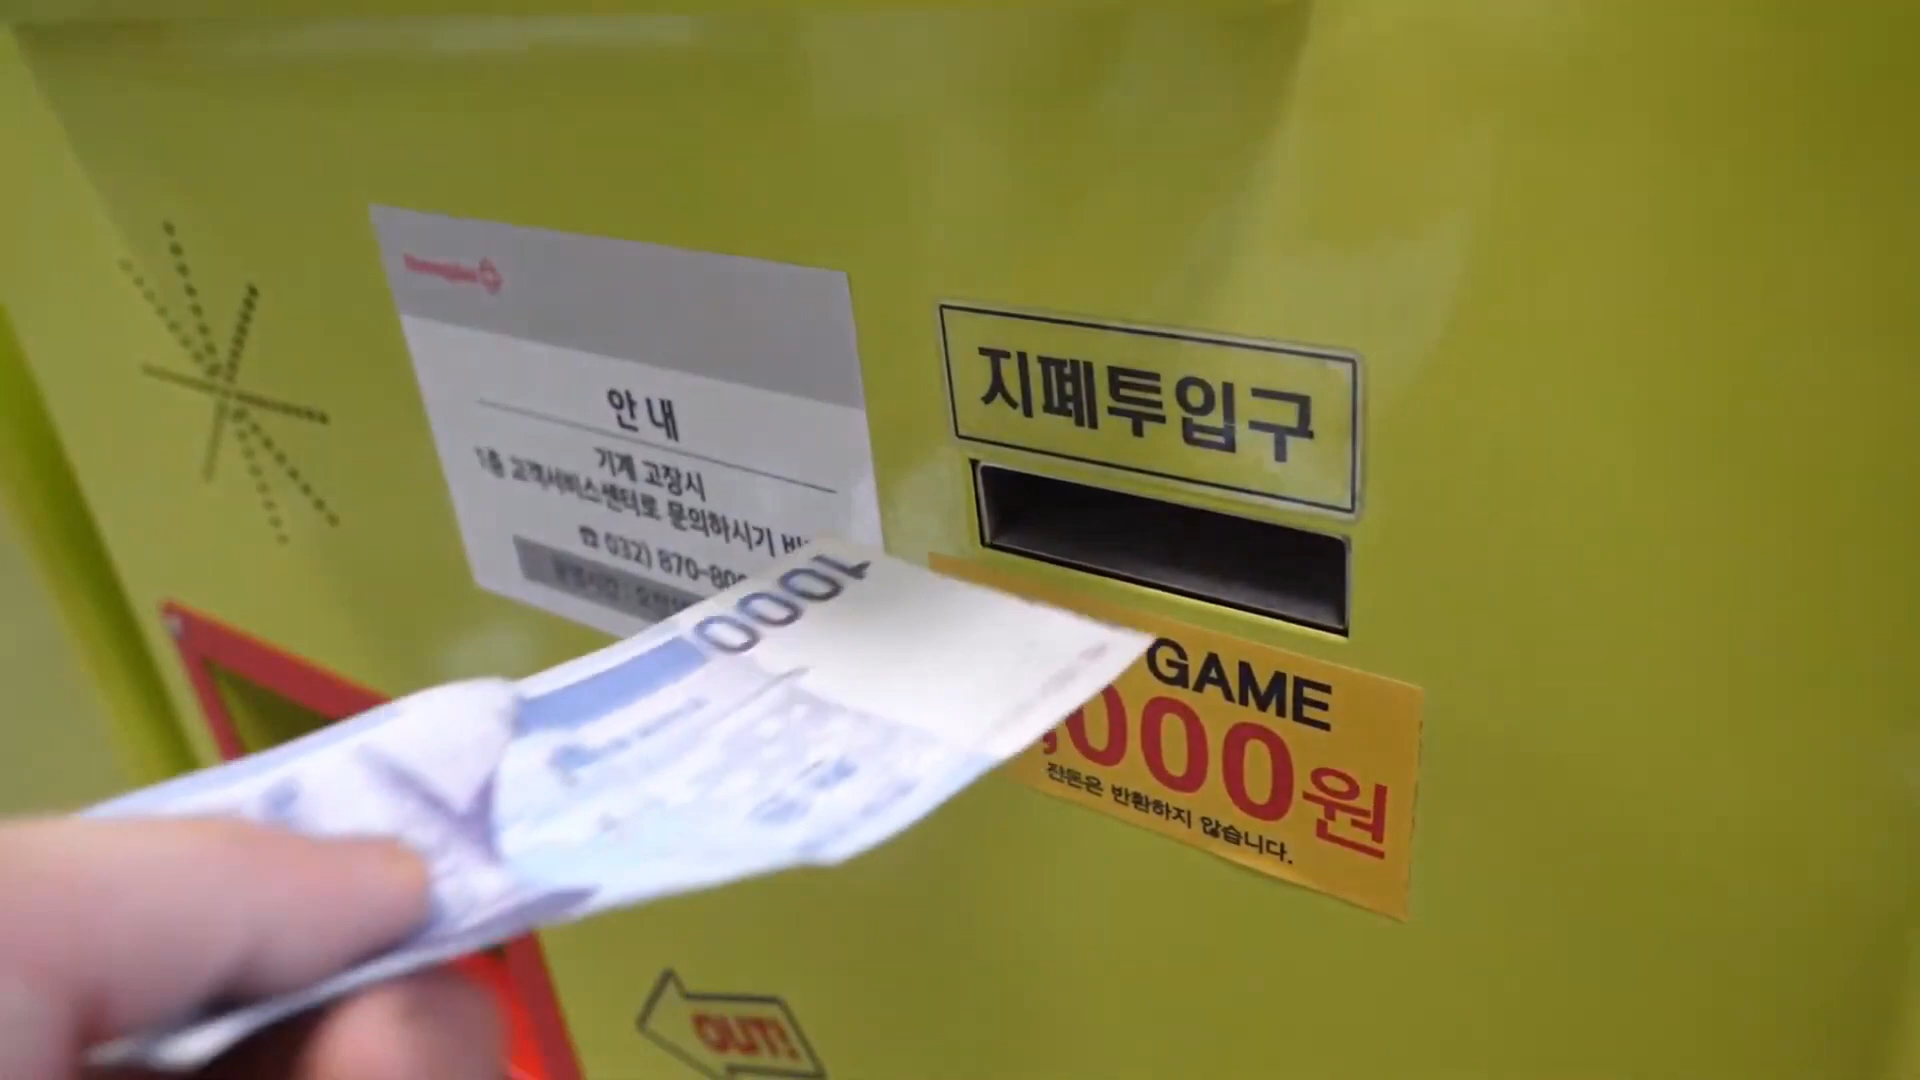 안내
기계 고장시
1층 고객서비스센터로 문의하시기
☎ 032) 870-800
지폐투입구
1000
GAME
,000원
잔돈은 반환하지 않습니다.
OUT!